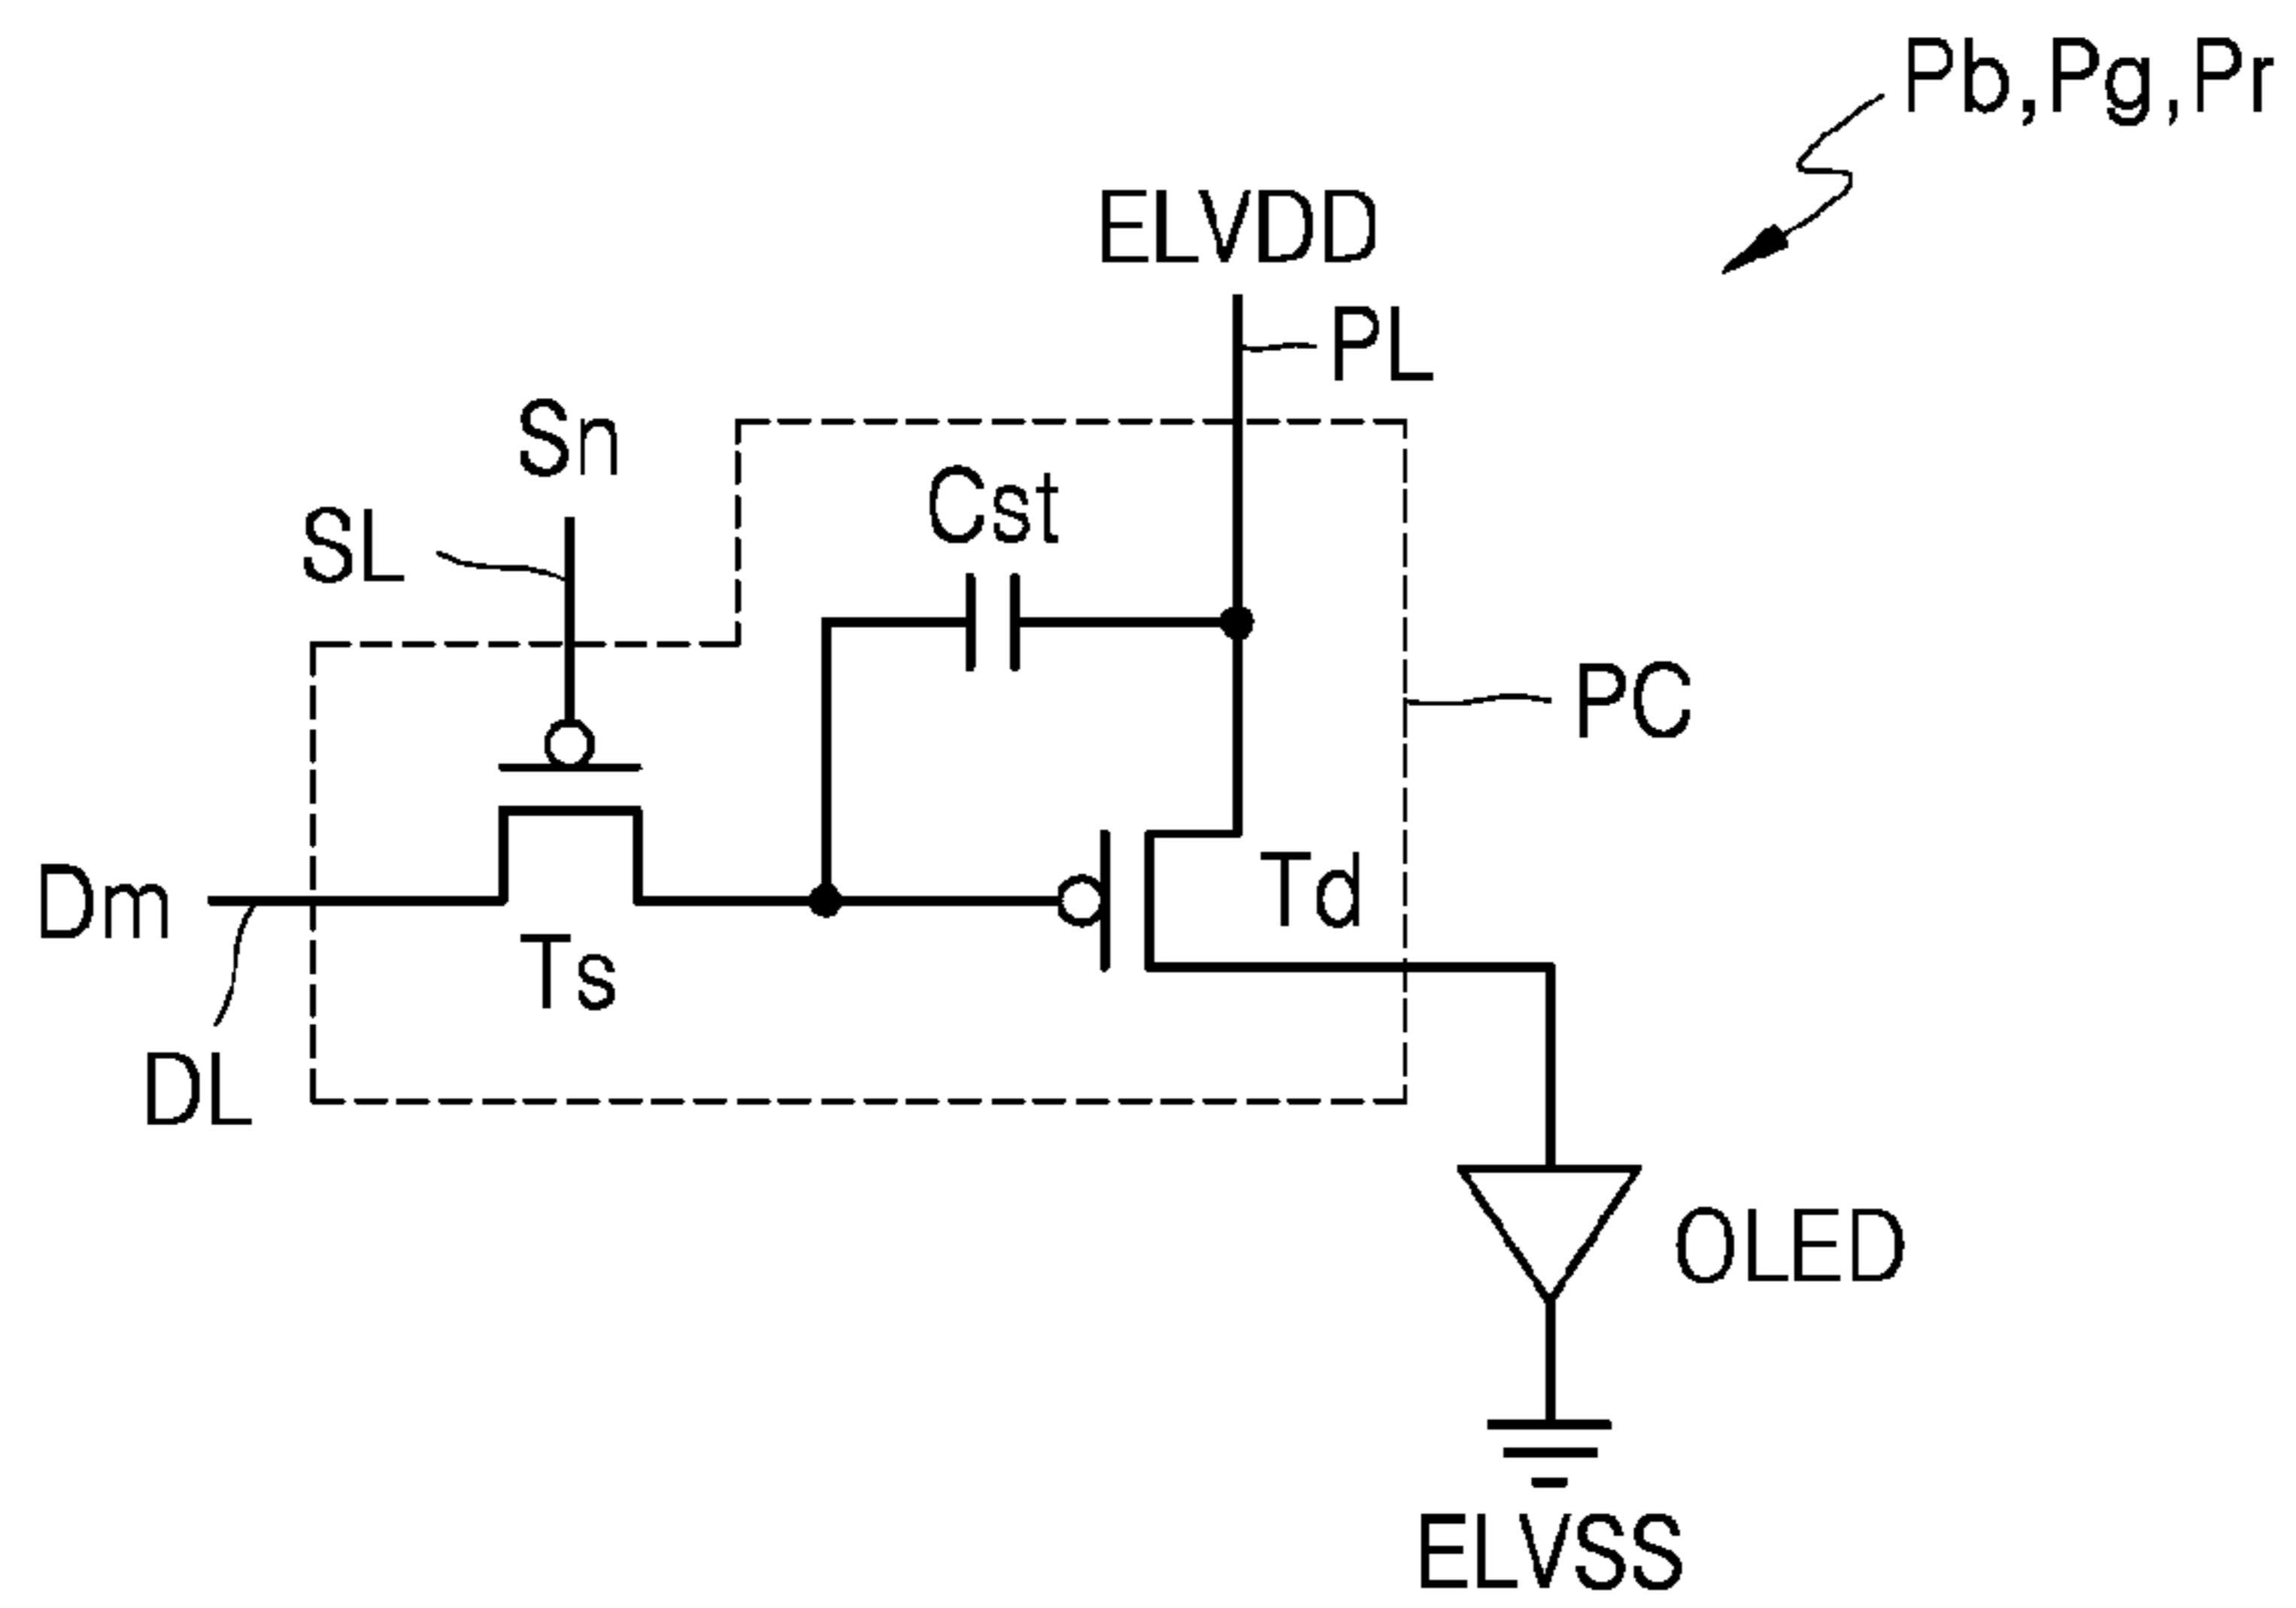 Pb,Pg,Pr
ELVDD
PL
Sn
Cst
SL
PC
Dm
Td
Ts
DL
OLED
ELVSS